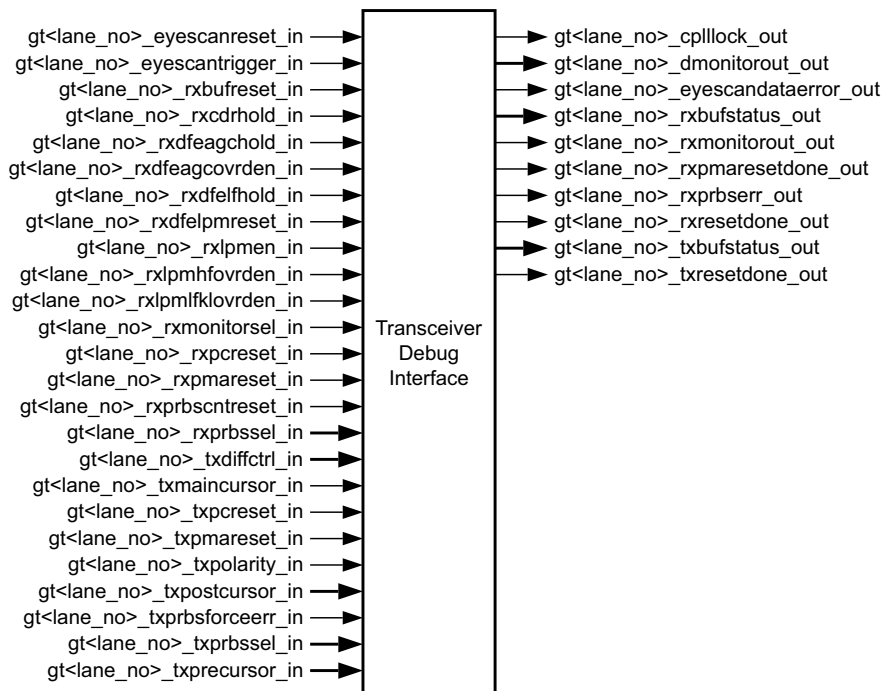 gt<lane_no>_eyescanreset_in
gt<lane_no>_eyescantrigger_in
gt<lane_no>_rxbufreset_in
gt<lane_no>_rxcdrhold_in
gt<lane_no>_rxdfeagchold_in
gt<lane_no>_rxdfeagcovrden_in
gt<lane_no>_rxdfelfhold_in
gt<lane_no>_rxdfelpmreset_in
gt<lane_no>_rxlpmen_in
gt<lane_no>_rxlpmhfovrden_in
gt<lane_no>_rxlpmlfklovrden_in
gt<lane_no>_rxmonitorsel_in
gt<lane_no>_rxpcreset_in
gt<lane_no>_rxpmareset_in
gt<lane_no>_rxprbscntreset_in
gt<lane_no>_rxprbssel_in
gt<lane_no>_txdiffctrl_in
gt<lane_no>_txmaincursor_in
gt<lane_no>_txpcreset_in
gt<lane_no>_txpmareset_in
gt<lane_no>_txpolarity_in
gt<lane_no>_txpostcursor_in
gt<lane_no>_txprbsforceerr_in
gt<lane_no>_txprbssel_in
gt<lane_no>_txprecursor_in
Transceiver
Debug
Interface
gt<lane_no>_cplllock_out
gt<lane_no>_dmonitorout_out
gt<lane_no>_eyescandataerror_out
gt<lane_no>_rxbufstatus_out
gt<lane_no>_rxmonitorout_out
gt<lane_no>_rxpmaresetdone_out
gt<lane_no>_rxprbserr_out
gt<lane_no>_rxresetdone_out
gt<lane_no>_txbufstatus_out
gt<lane_no>_txresetdone_out